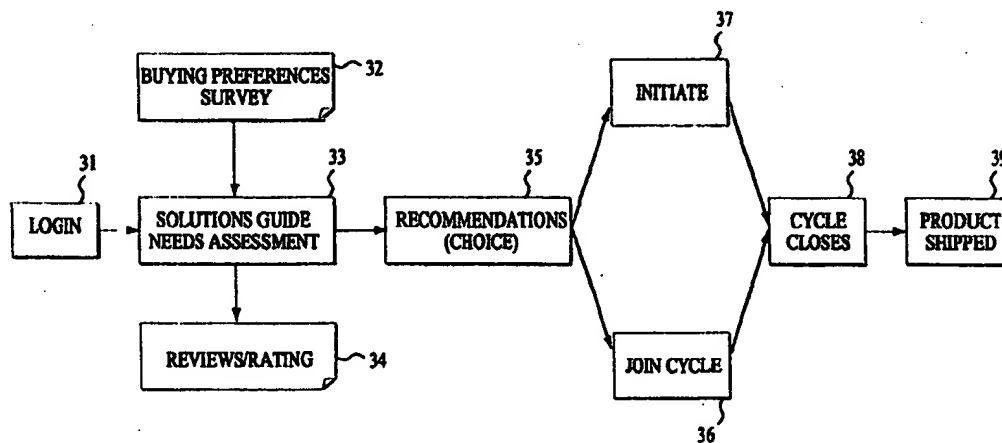 37
32
BUYING PREFERENCES
SURVEY
INITIATE
31
33
35
38
39
LOGIN
SOLUTIONS GUIDE
NEEDS ASSESSMENT
RECOMMENDATIONS
(CHOICE)
CYCLE
CLOSES
PRODUCT
SHIPPED
REVIEWS/RATING
34
JOIN CYCLE
36